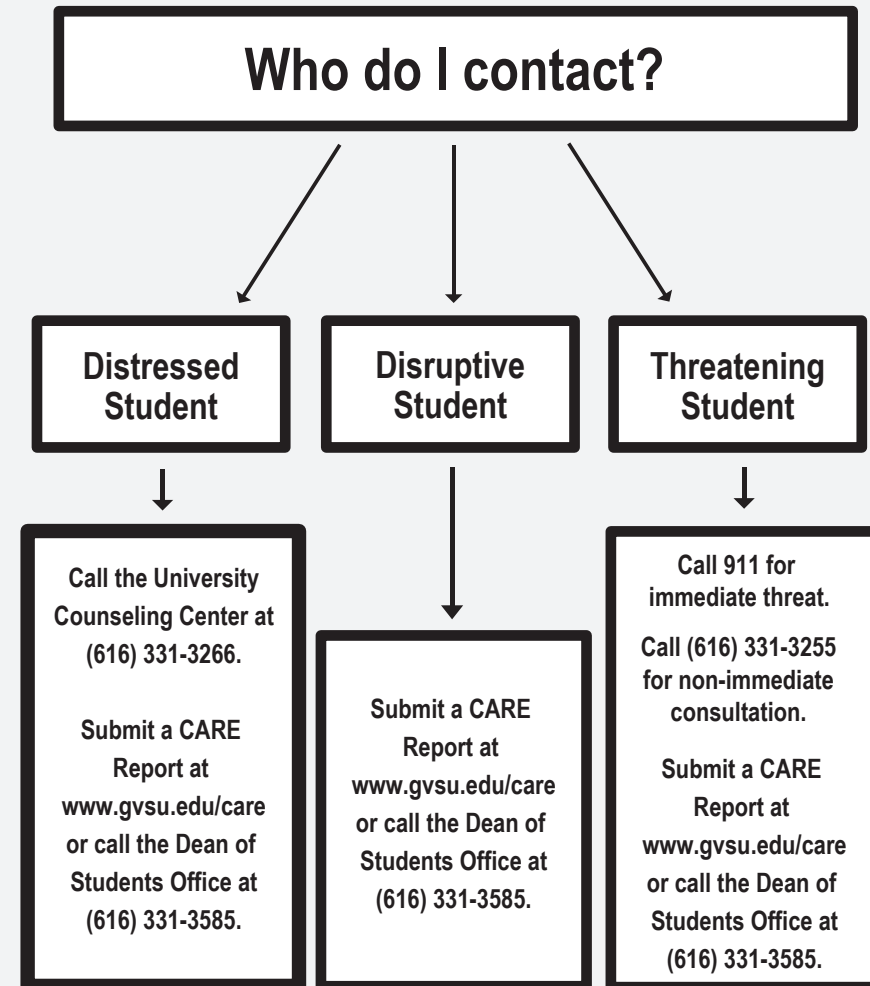 Who do I contact?
Distressed
Student
Disruptive
Student
Threatening
Student
Call the University
Counseling Center at
(616) 331-3266.
Submit a CARE
Report at
www.gvsu.edu/care
or call the Dean of
Students Office at
(616) 331-3585.
Submit a CARE
Report at
www.gvsu.edu/care
or call the Dean of
Students Office at
(616) 331-3585.
Call 911 for
immediate threat.
Call (616) 331-3255
for non-immediate
consultation.
Submit a CARE
Report at
www.gvsu.edu/care
or call the Dean of
Students Office at
(616) 331-3585.